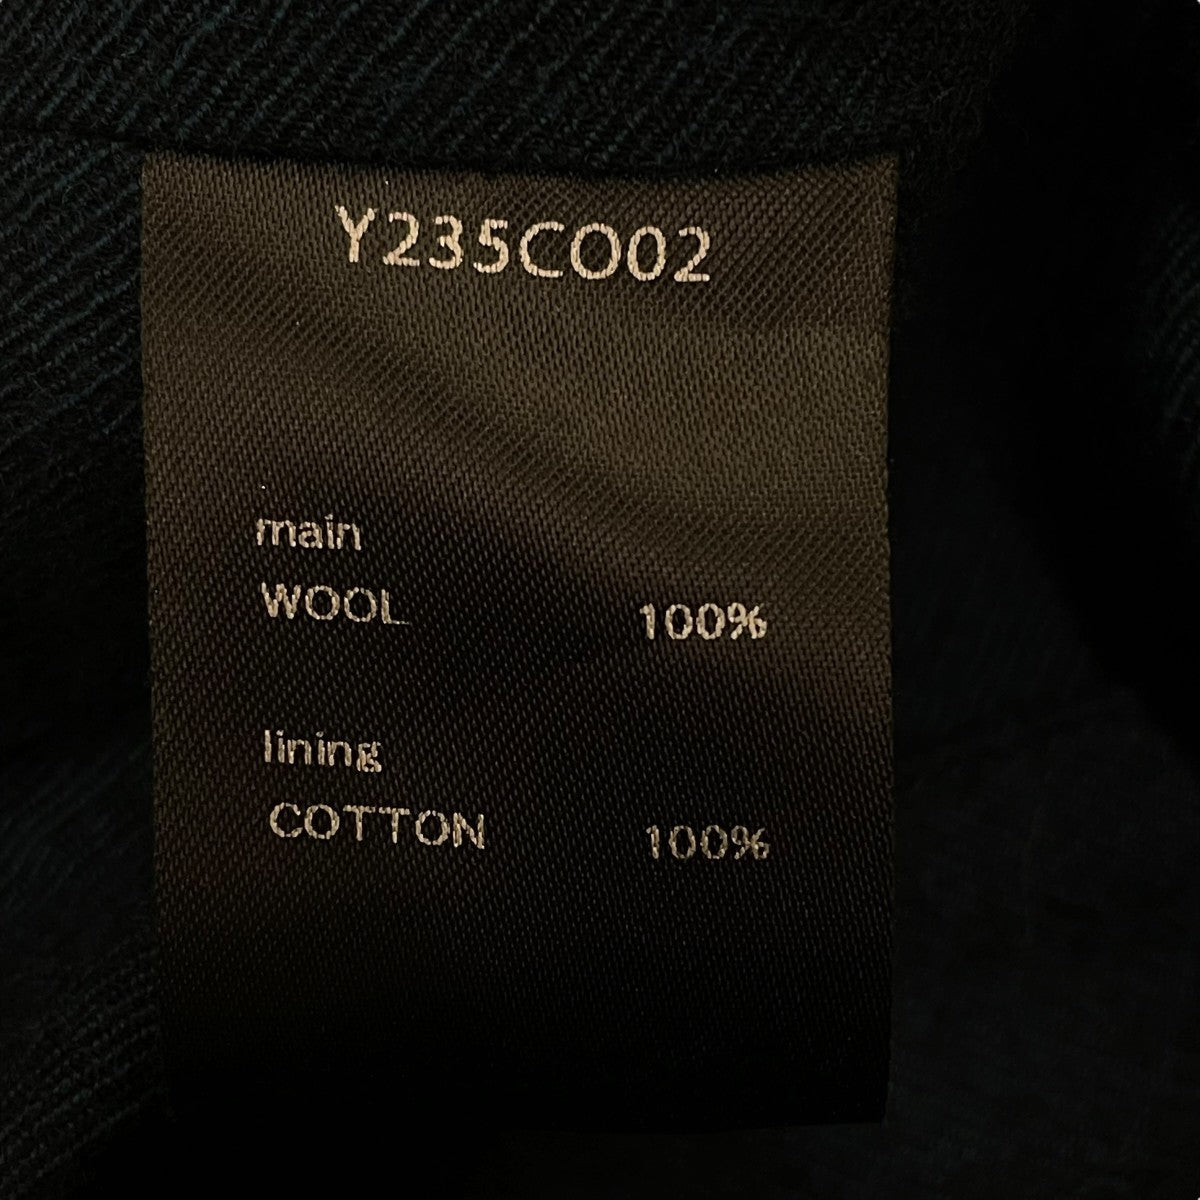 Y235CO02
main
WOOL 100%
lining
COTTON 100%